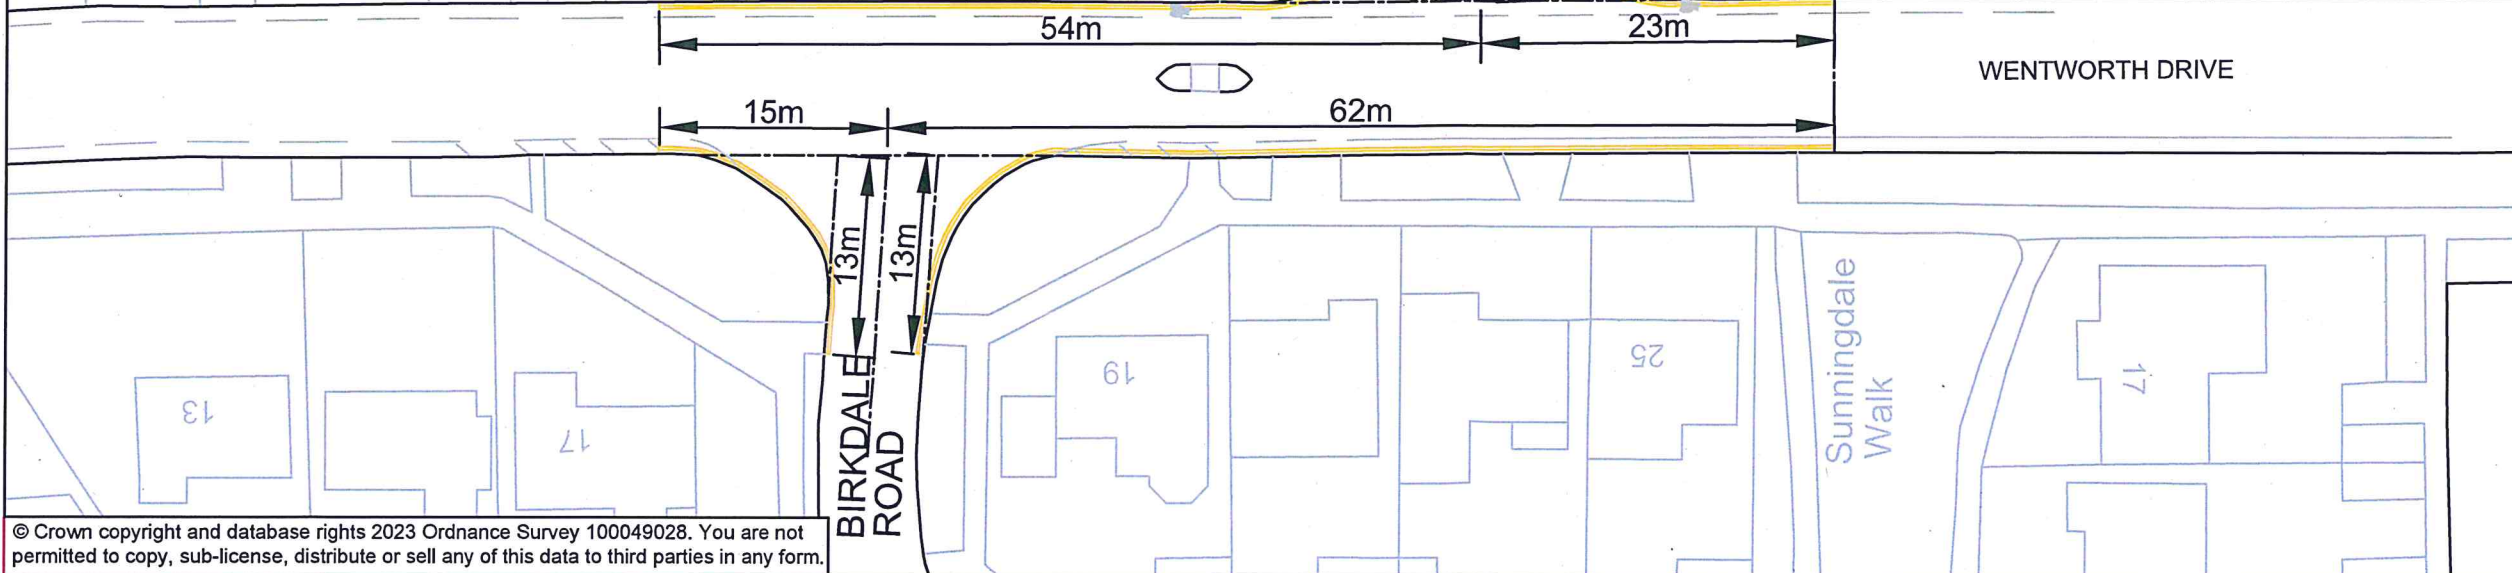 54m
23m
WENTWORTH DRIVE
15m
62m
13m
13m
Sunningdale
Walk
13
17
19
25
17
BIRKDALE
ROAD
© Crown copyright and database rights 2023 Ordnance Survey 100049028. You are not
permitted to copy, sub-license, distribute or sell any of this data to third parties in any form.